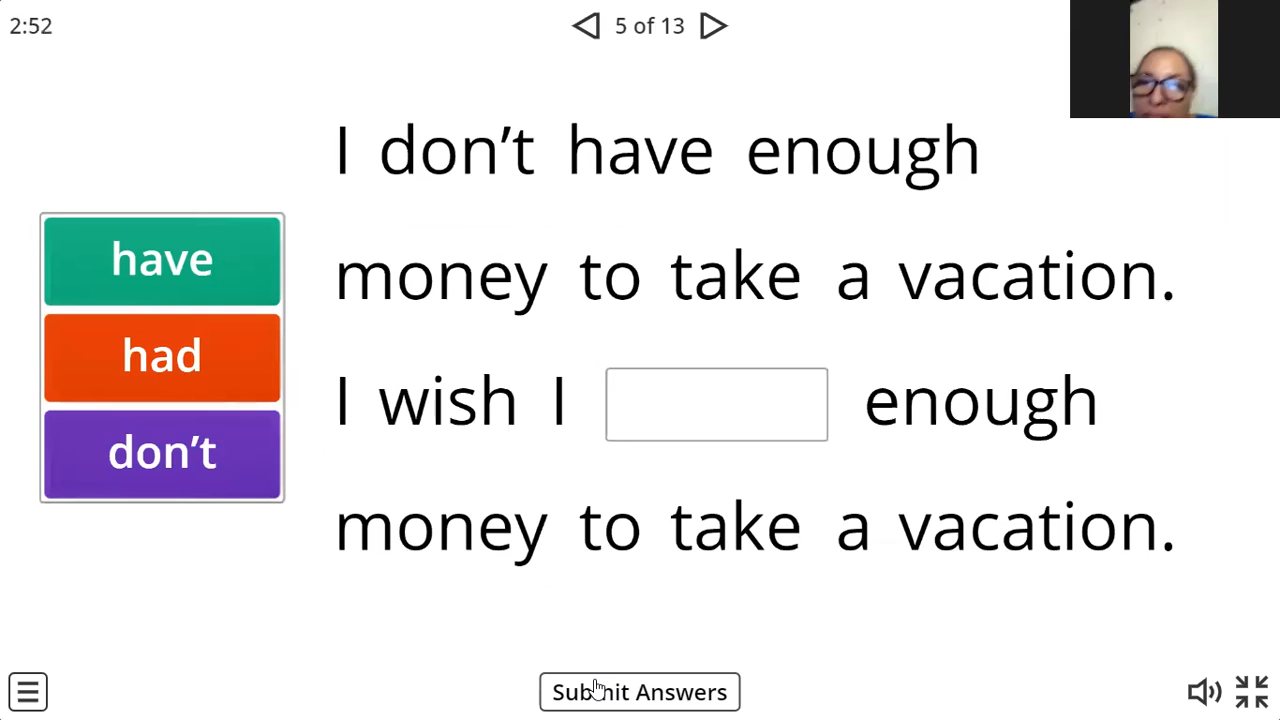 2:52
5 of 13
I don’t have enough
money to take a vacation.
I wish I enough
money to take a vacation.
have
had
don’t
Submit Answers